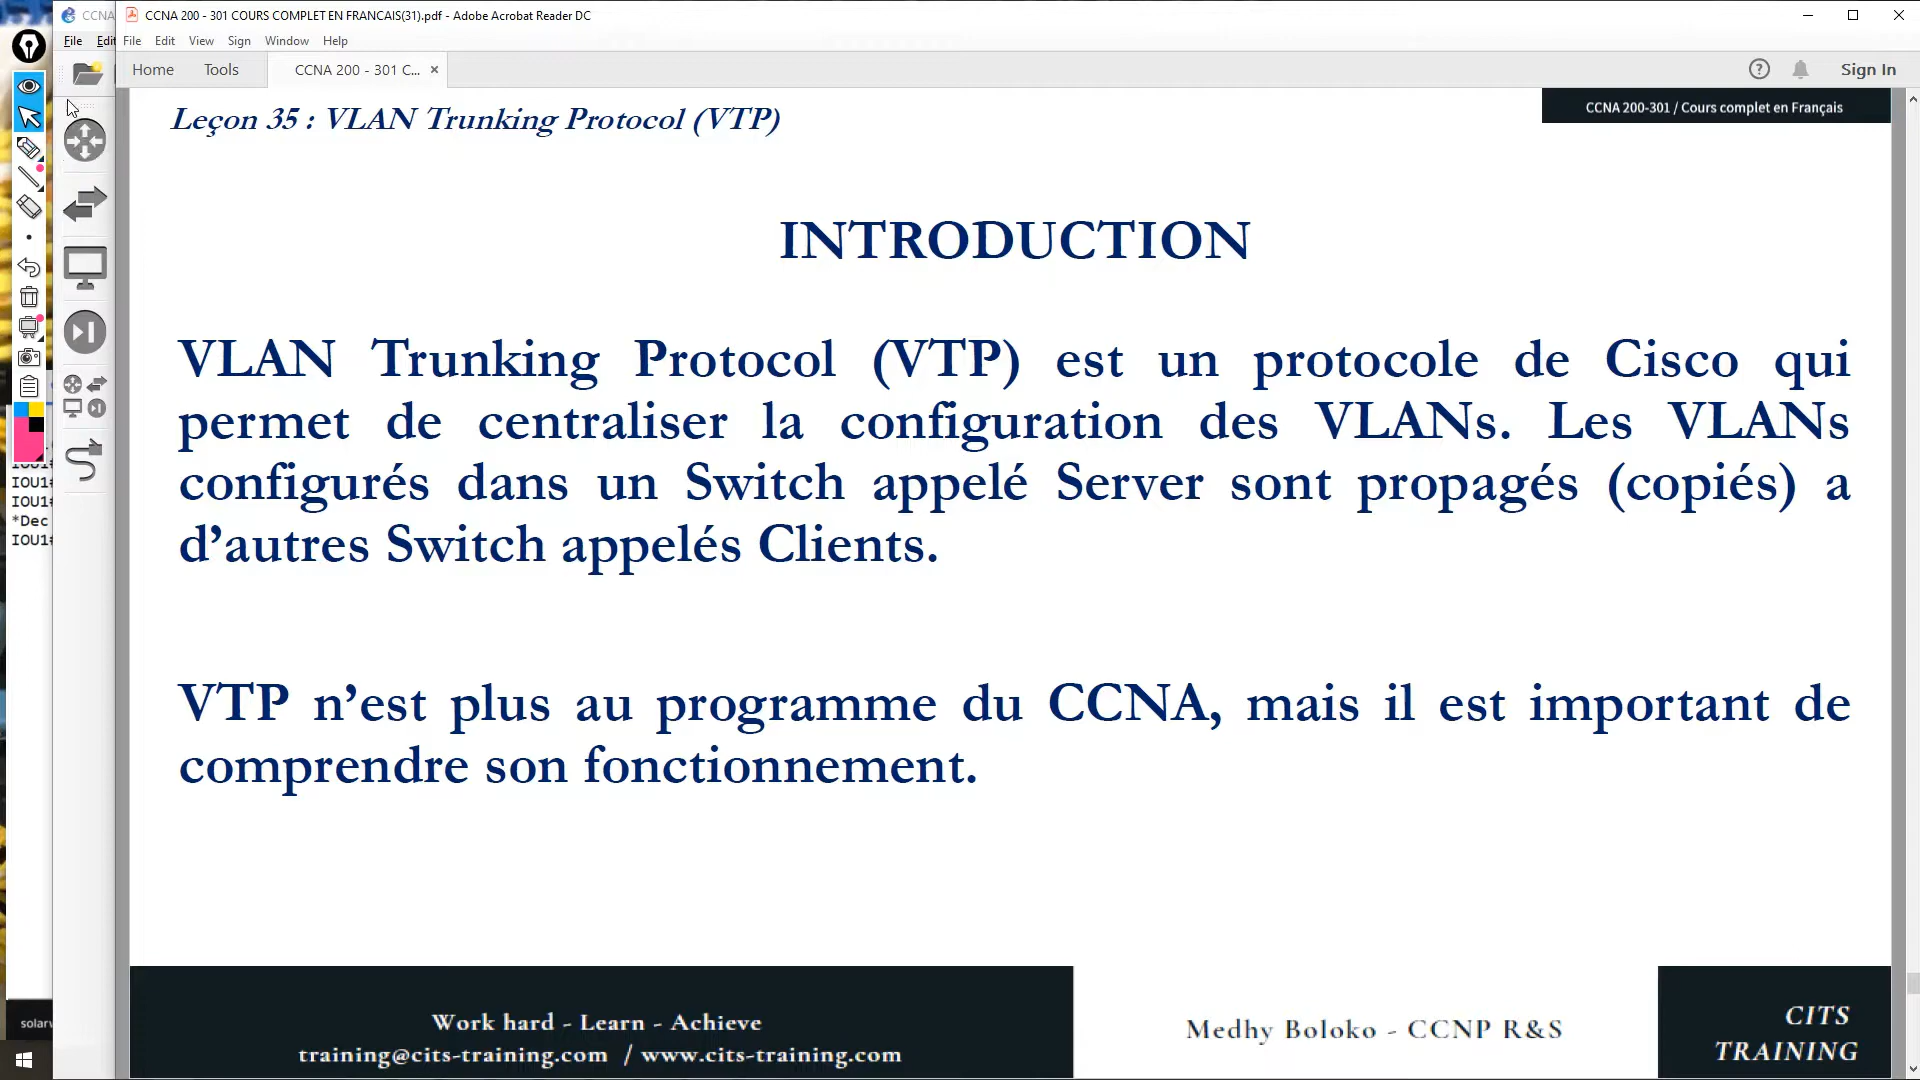 CCNA
CCNA 200 - 301 COURS COMPLET EN FRANCAIS(31).pdf - Adobe Acrobat Reader DC
File Edit
File Edit View Sign Window Help
Home Tools CCNA 200 - 301 C... × Sign In
Leçon 35 : VLAN Trunking Protocol (VTP)
CCNA 200-301 / Cours complet en Français
INTRODUCTION
VLAN Trunking Protocol (VTP) est un protocole de Cisco qui
permet de centraliser la configuration des VLANs. Les VLANs
configurés dans un Switch appelé Server sont propagés (copiés) a
d’autres Switch appelés Clients.
VTP n’est plus au programme du CCNA, mais il est important de
comprendre son fonctionnement.
IOU1#
IOU1#
*Dec
IOU1#
solarw
Work hard - Learn - Achieve
training@cits-training.com / www.cits-training.com
Medhy Boloko - CCNP R&S
CITS
TRAINING